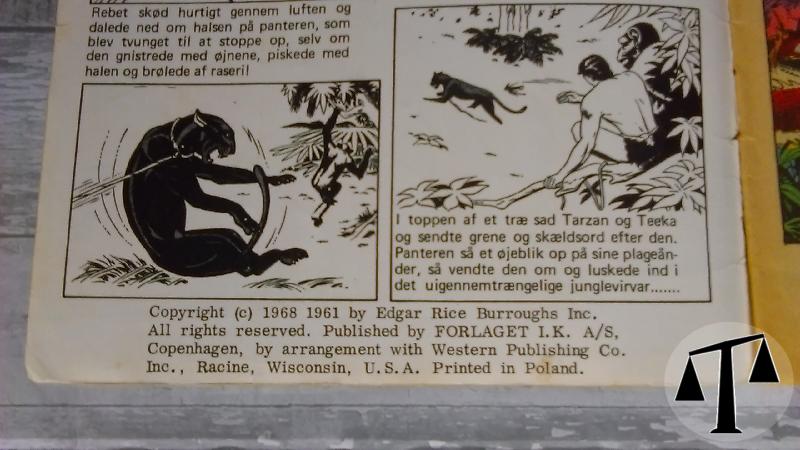 Rebet skød hurtigt gennem luften og
dalede ned om halsen på panteren, som
blev tvunget til at stoppe op, selv om
den gnistrede med øjnene, piskede med
halen og brølede af raseri!
I toppen af et træ sad Tarzan og Teeka
og sendte grene og skældsord efter den.
Panteren så et øjeblik op på sine plageån-
der, så vendte den om og luskede ind i
det uigennemtrængelige junglevirvar.......
Copyright (c) 1968 1961 by Edgar Rice Burroughs Inc.
All rights reserved. Published by FORLAGET I.K. A/S,
Copenhagen, by arrangement with Western Publishing Co.
Inc., Racine, Wisconsin, U.S.A. Printed in Poland.